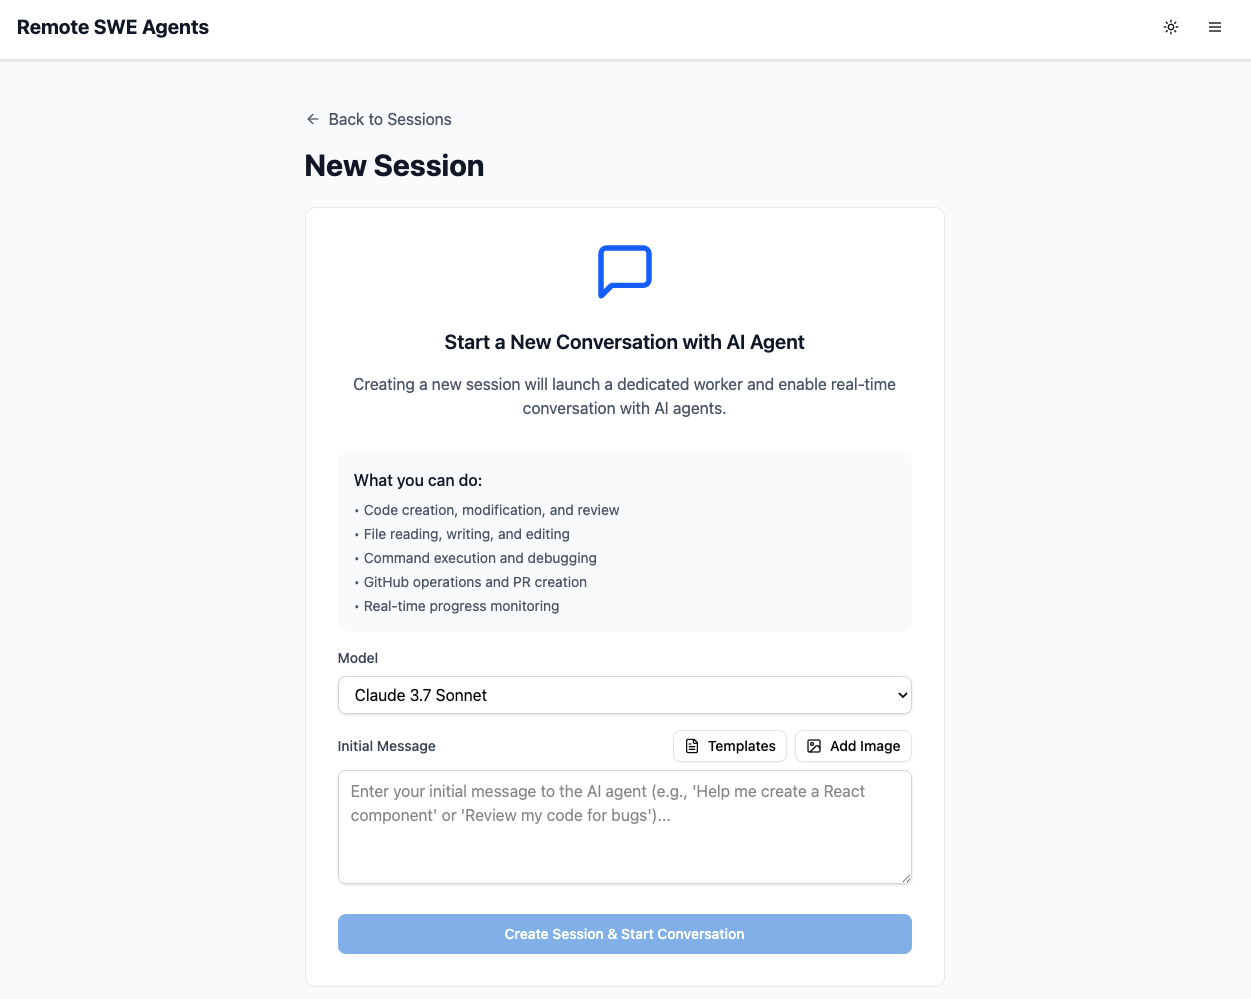 Remote SWE Agents
Back to Sessions
New Session
Start a New Conversation with AI Agent
Creating a new session will launch a dedicated worker and enable real-time
conversation with AI agents.
What you can do:
• Code creation, modification, and review
• File reading, writing, and editing
• Command execution and debugging
• GitHub operations and PR creation
• Real-time progress monitoring
Model
Claude 3.7 Sonnet
Initial Message
Templates
Add Image
Enter your initial message to the AI agent (e.g., 'Help me create a React
component' or 'Review my code for bugs')...
Create Session & Start Conversation